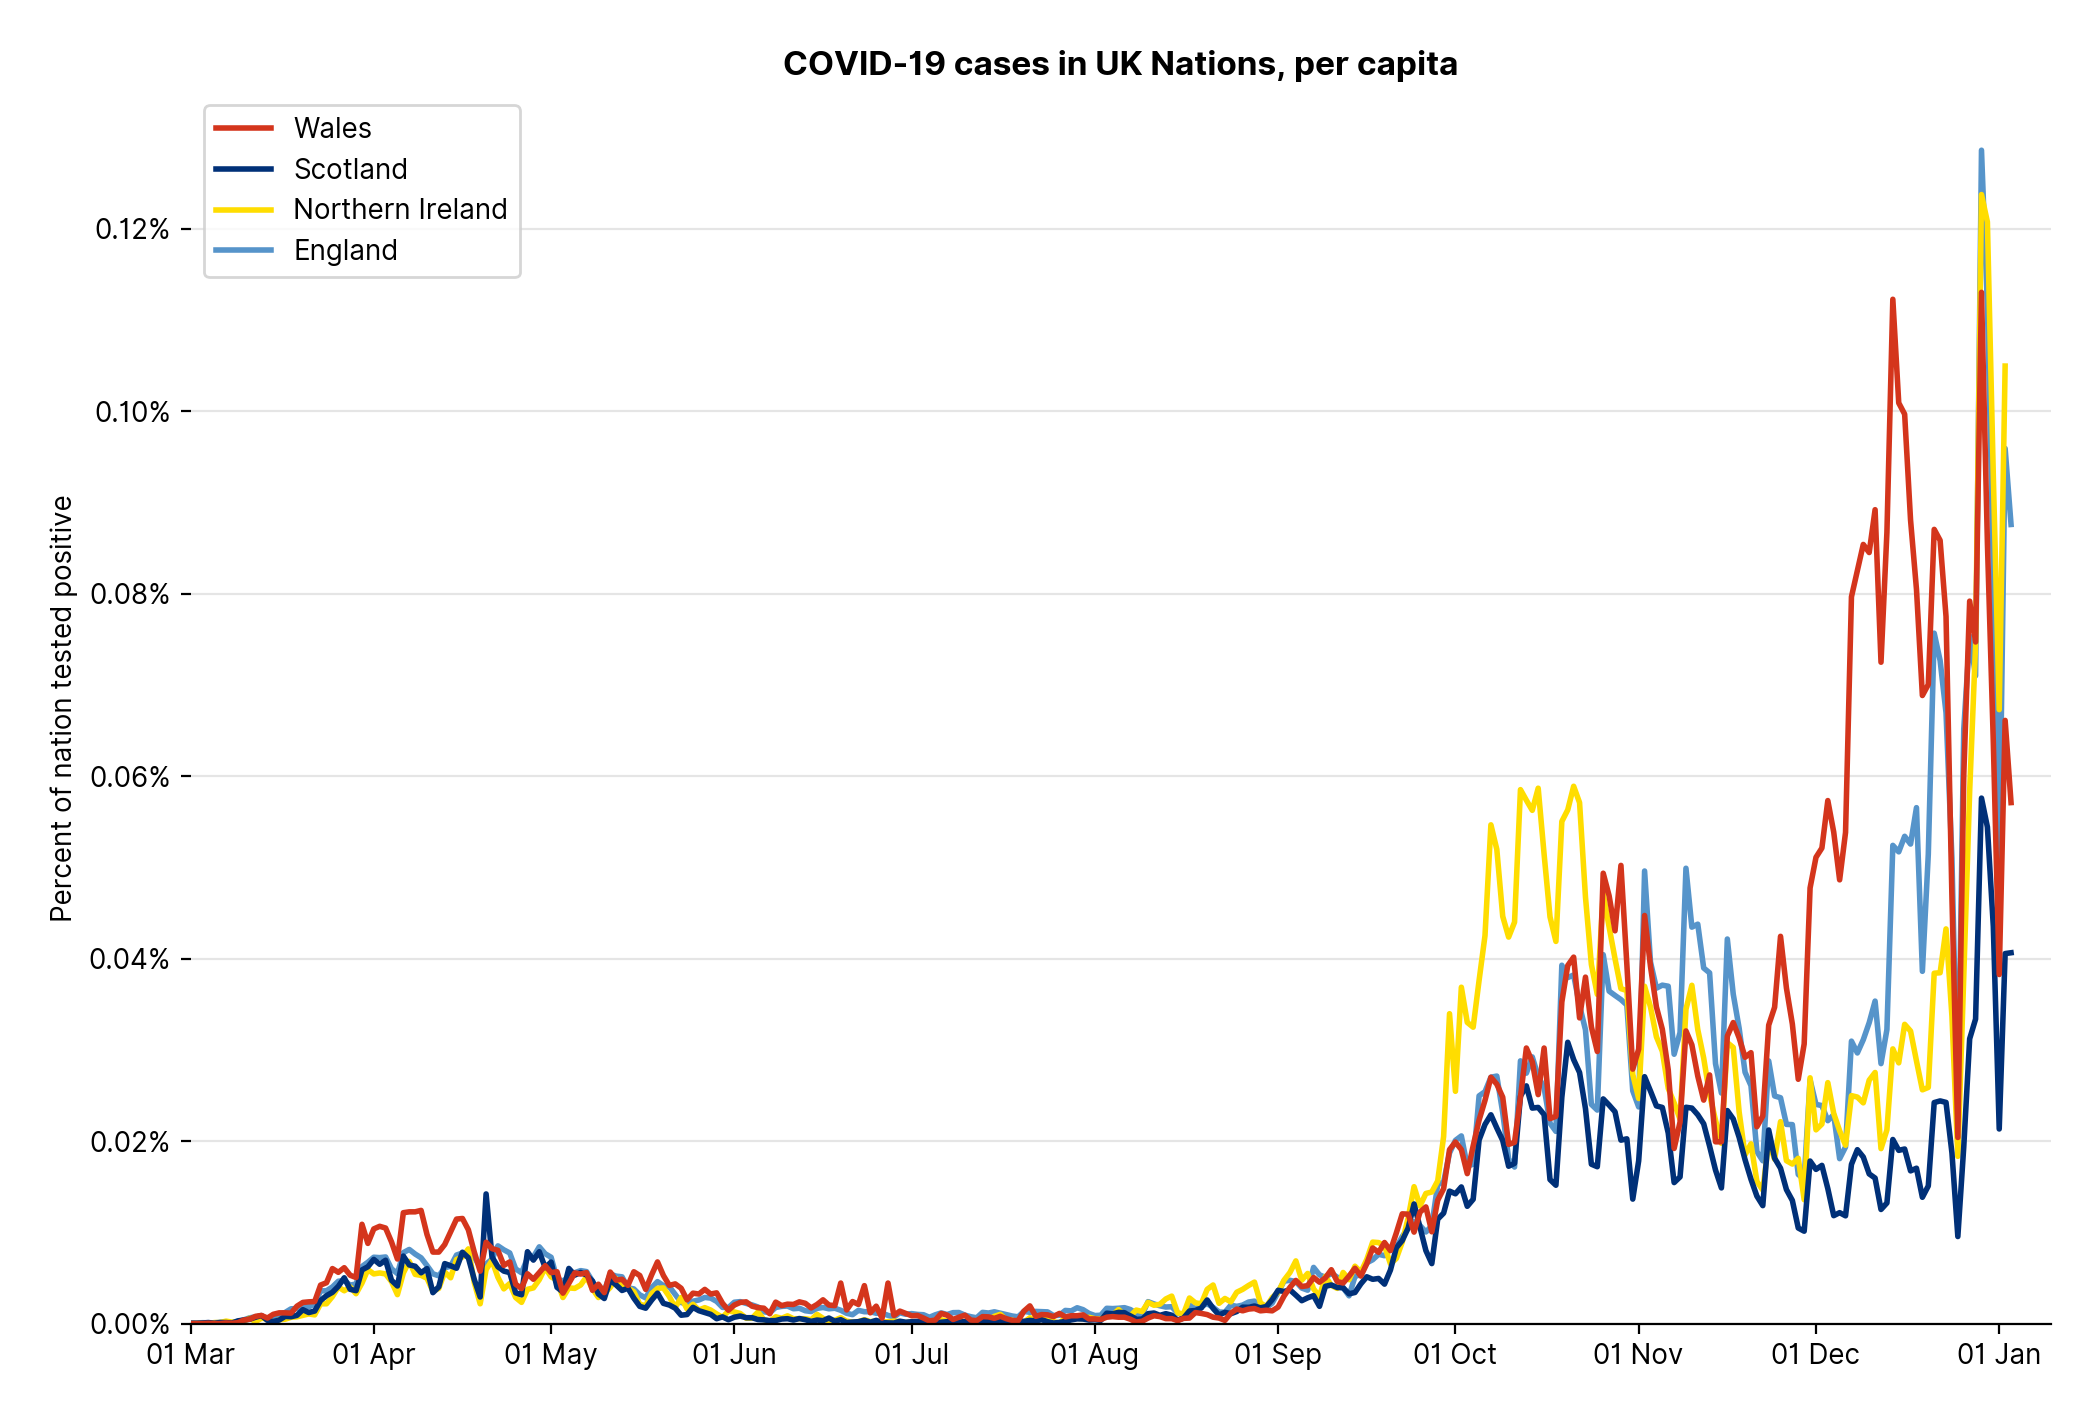 COVID-19 cases in UK Nations, per capita
Wales
Scotland
Northern Ireland
England
Percent of nation tested positive
0.12%
0.10%
0.08%
0.06%
0.04%
0.02%
0.00%
01 Mar
01 Apr
01 May
01 Jun
01 Jul
01 Aug
01 Sep
01 Oct
01 Nov
01 Dec
01 Jan